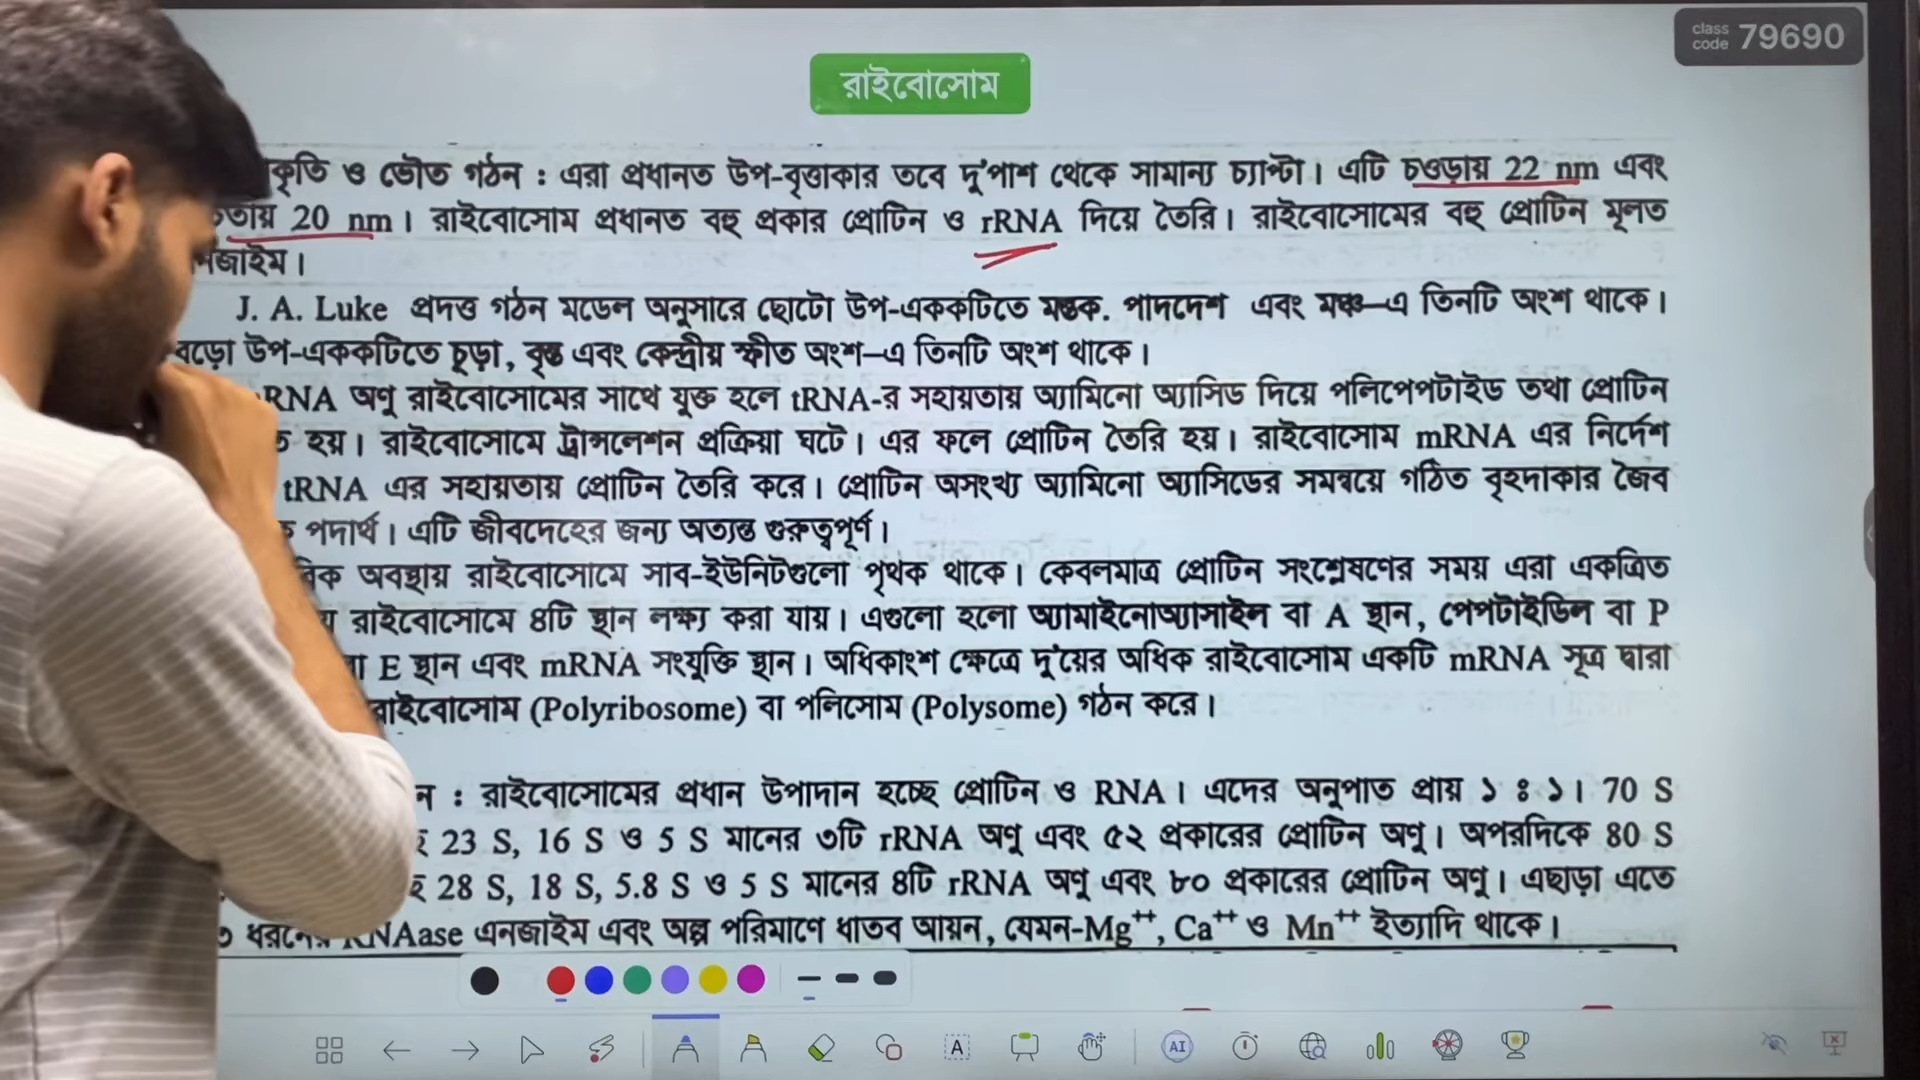 class code 79690
রাইবোসোম
কৃতি ও ভৌত গঠন : এরা প্রধানত উপ-বৃত্তাকার তবে দু'পাশ থেকে সামান্য চ্যাপ্টা। এটি চওড়ায় 22 nm এবং
তায় 20 nm। রাইবোসোম প্রধানত বহু প্রকার প্রোটিন ও rRNA দিয়ে তৈরি। রাইবোসোমের বহু প্রোটিন মূলত
নজাইম।
J. A. Luke প্রদত্ত গঠন মডেল অনুসারে ছোটো উপ-এককটিতে মস্তক. পাদদেশ এবং মঞ্চ–এ তিনটি অংশ থাকে।
বড়ো উপ-এককটিতে চূড়া, বৃন্ত এবং কেন্দ্রীয় স্ফীত অংশ–এ তিনটি অংশ থাকে।
RNA অণু রাইবোসোমের সাথে যুক্ত হলে tRNA-র সহায়তায় অ্যামিনো অ্যাসিড দিয়ে পলিপেপটাইড তথা প্রোটিন
হয়। রাইবোসোমে ট্রান্সলেশন প্রক্রিয়া ঘটে। এর ফলে প্রোটিন তৈরি হয়। রাইবোসোম mRNA এর নির্দেশ
tRNA এর সহায়তায় প্রোটিন তৈরি করে। প্রোটিন অসংখ্য অ্যামিনো অ্যাসিডের সমন্বয়ে গঠিত বৃহদাকার জৈব
পদার্থ। এটি জীবদেহের জন্য অত্যন্ত গুরুত্বপূর্ণ।
অবস্থায় রাইবোসোমে সাব-ইউনিটগুলো পৃথক থাকে। কেবলমাত্র প্রোটিন সংশ্লেষণের সময় এরা একত্রিত
রাইবোসোমে ৪টি স্থান লক্ষ্য করা যায়। এগুলো হলো অ্যামাইনোঅ্যাসাইল বা A স্থান, পেপটাইডিল বা P
E স্থান এবং mRNA সংযুক্তি স্থান। অধিকাংশ ক্ষেত্রে দু'য়ের অধিক রাইবোসোম একটি mRNA সূত্র দ্বারা
রাইবোসোম (Polyribosome) বা পলিসোম (Polysome) গঠন করে।
ন : রাইবোসোমের প্রধান উপাদান হচ্ছে প্রোটিন ও RNA। এদের অনুপাত প্রায় ১ ঃ ১। 70 S
23 S, 16 S ও 5 S মানের ৩টি rRNA অণু এবং ৫২ প্রকারের প্রোটিন অণু। অপরদিকে 80 S
28 S, 18 S, 5.8 S ও 5 S মানের ৪টি rRNA অণু এবং ৮০ প্রকারের প্রোটিন অণু। এছাড়া এতে
ধরনের RNAase এনজাইম এবং অল্প পরিমাণে ধাতব আয়ন, যেমন-Mg⁺⁺, Ca⁺⁺ ও Mn⁺⁺ ইত্যাদি থাকে।
A AI